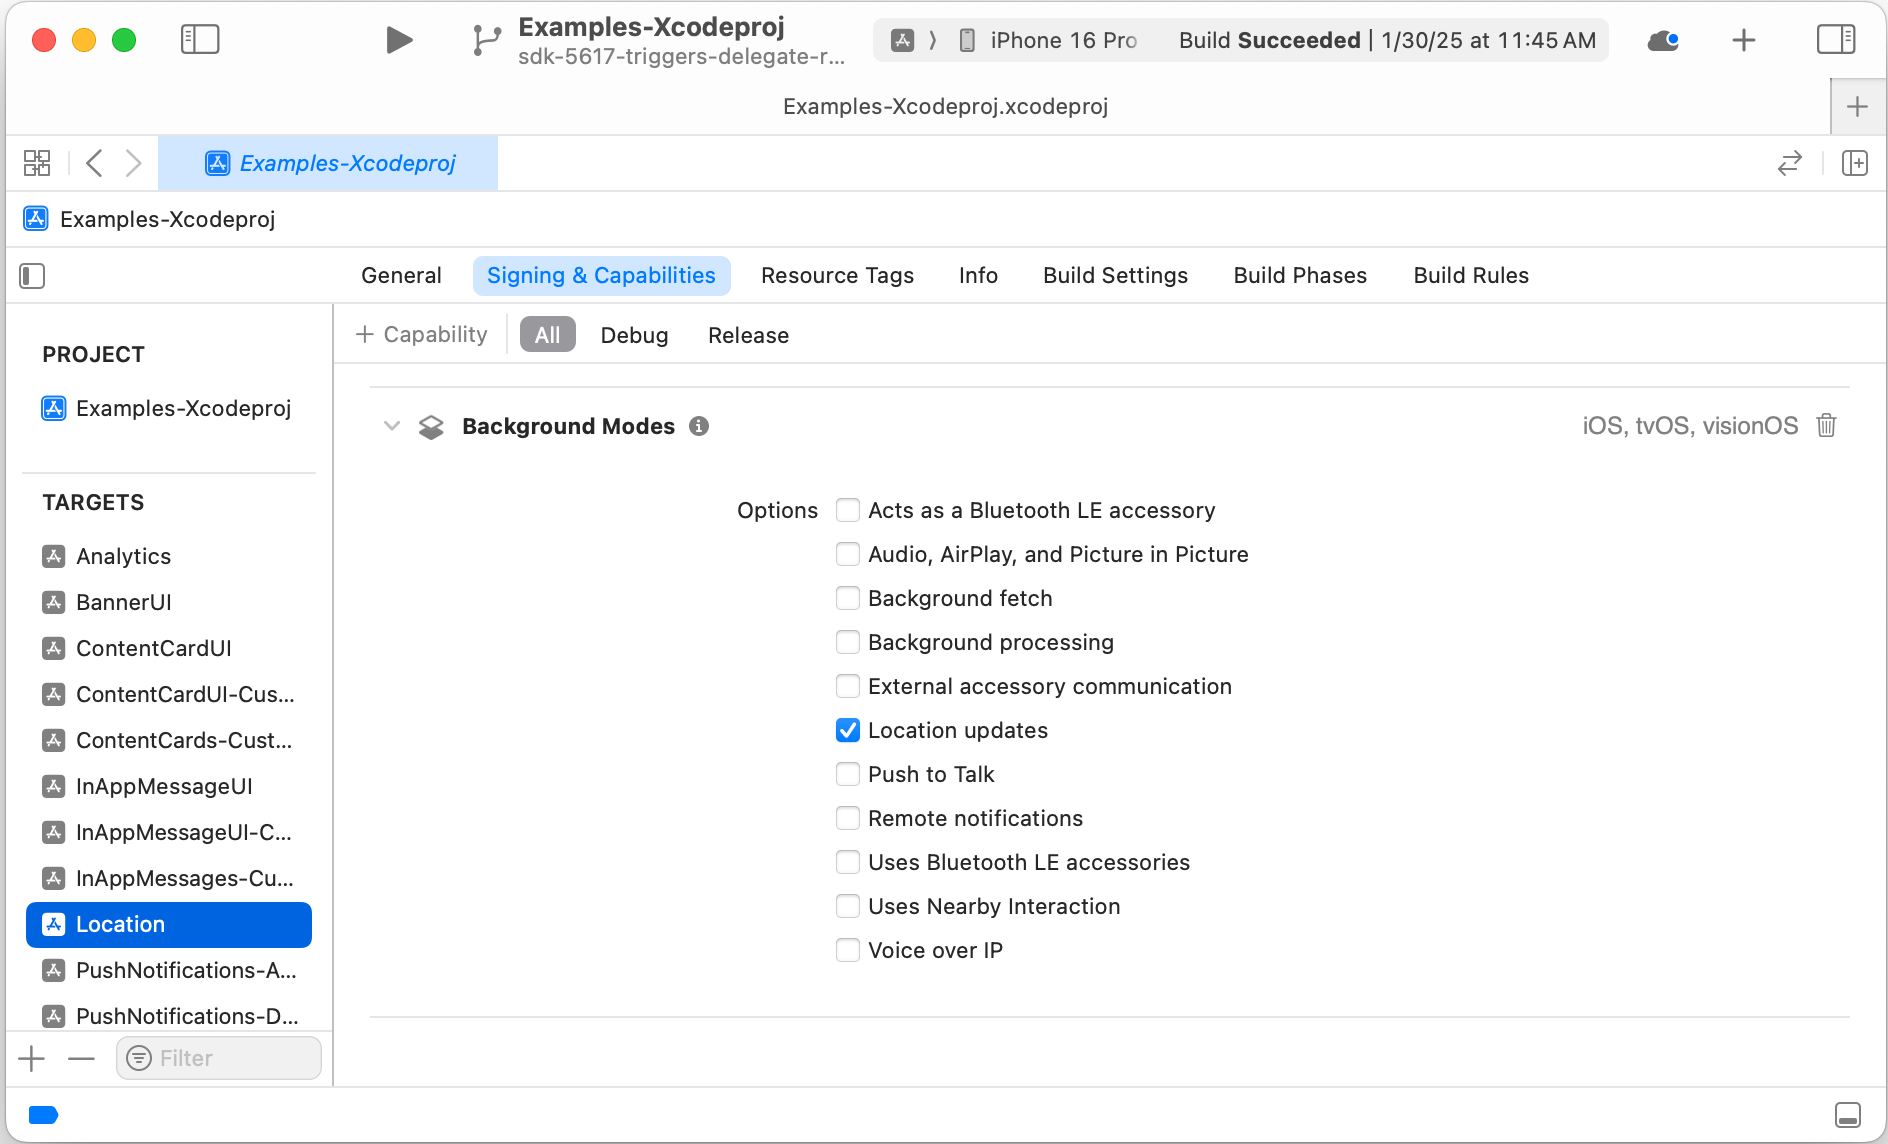 Examples-Xcodeproj
sdk-5617-triggers-delegate-r...
iPhone 16 Pro
Build Succeeded | 1/30/25 at 11:45 AM
Examples-Xcodeproj.xcodeproj
Examples-Xcodeproj
Examples-Xcodeproj
General
Signing & Capabilities
Resource Tags
Info
Build Settings
Build Phases
Build Rules
PROJECT
Examples-Xcodeproj
TARGETS
Analytics
BannerUI
ContentCardUI
ContentCardUI-Cus...
ContentCards-Cust...
InAppMessageUI
InAppMessageUI-C...
InAppMessages-Cu...
Location
PushNotifications-A...
PushNotifications-D...
Filter
+ Capability
All
Debug
Release
Background Modes
iOS, tvOS, visionOS
Options
Acts as a Bluetooth LE accessory
Audio, AirPlay, and Picture in Picture
Background fetch
Background processing
External accessory communication
Location updates
Push to Talk
Remote notifications
Uses Bluetooth LE accessories
Uses Nearby Interaction
Voice over IP